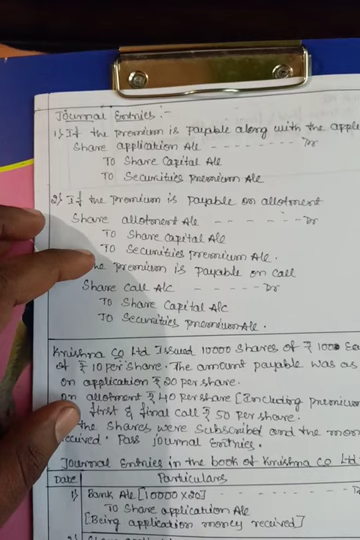 Journal Entries :-
1) If the premium is payable along with the
Share application A/c - - - - - - - - Dr
To Share Capital A/c
To Securities premium A/c
2) If the premium is payable on allotment
Share allotment A/c - - - - - - Dr
To Share Capital A/c
To Securities premium A/c.
premium is payable on call
Share Call A/c - - - - - - Dr
To Share Capital A/c
To Securities premium A/c.
Krishna Co Ltd Issued 10000 Shares of ₹ 100
of ₹ 10 Per Share. The amount payable was as
on application ₹ 20 per share.
on allotment ₹ 40 per share [Including premium
first & final call ₹ 50 per share.
the shares were Subscribed and the
Pass journal Entries.
Journal Entries in the book of Krishna Co Ltd
Date Particulars
1) Bank A/c [10000 x 20] - - - - - - - - - -
To Share application A/c
[Being application money received]